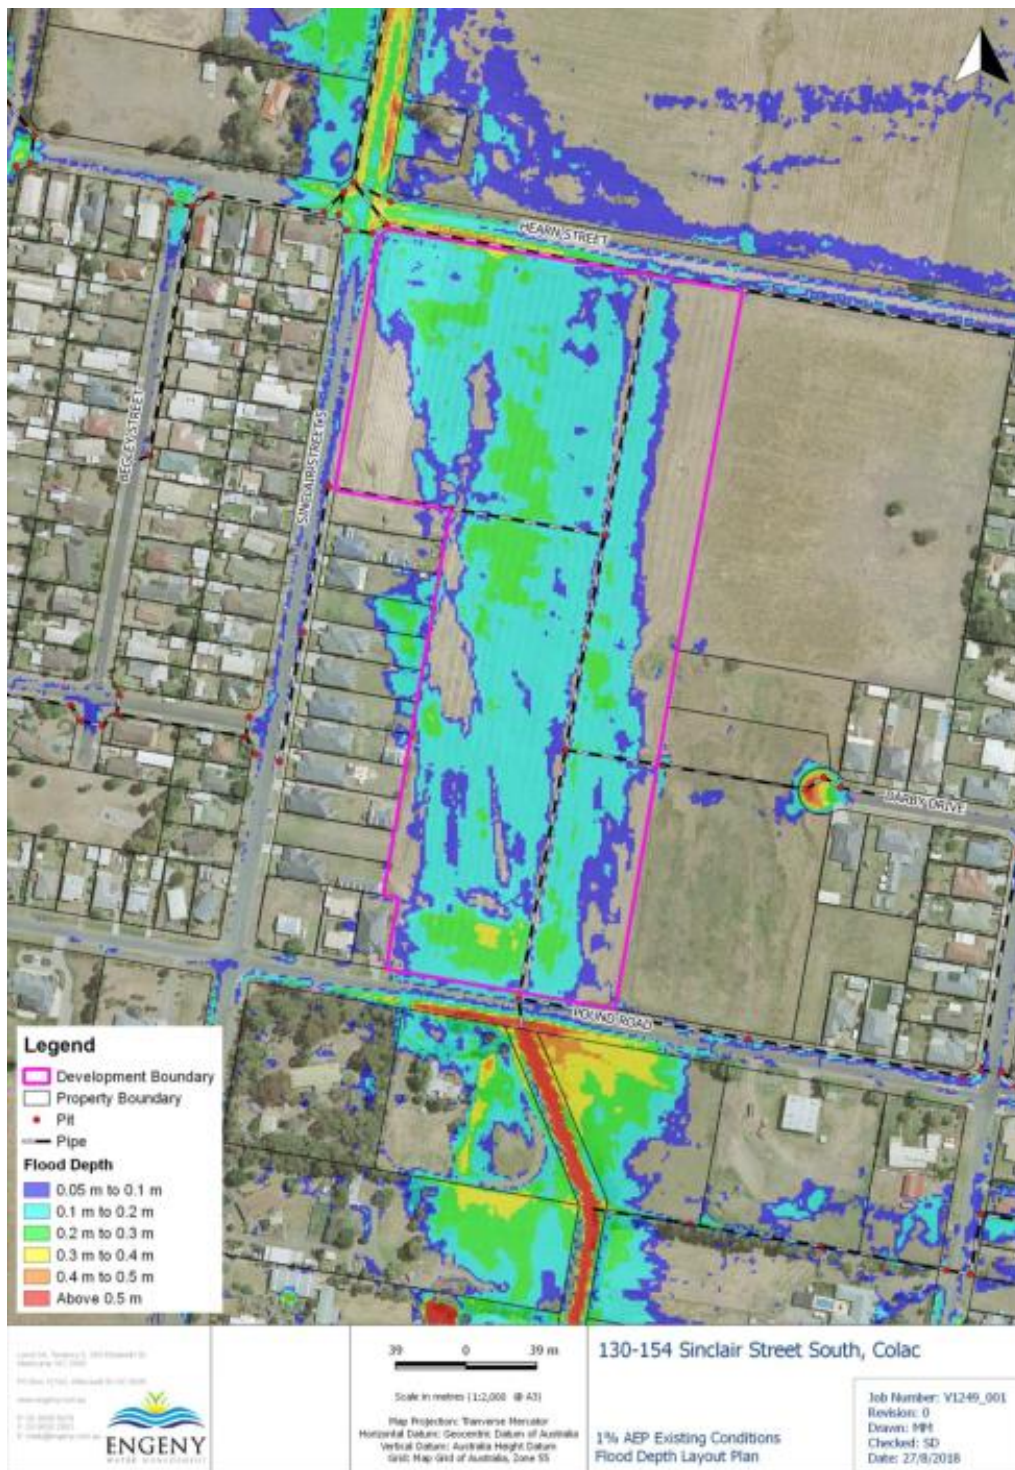 HEARN STREET
BEGLEY STREET
SINCLAIR STREET S
DARBY DRIVE
POUND ROAD
Legend
Development Boundary
Property Boundary
Pit
Pipe
Flood Depth
0.05 m to 0.1 m
0.1 m to 0.2 m
0.2 m to 0.3 m
0.3 m to 0.4 m
0.4 m to 0.5 m
Above 0.5 m
ENGENY
WATER MANAGEMENT
39 0 39 m
Scale in metres (1:2,000 @ A3)
Map Projection: Tranverse Mercator
Horizontal Datum: Geocentric Datum of Australia
Vertical Datum: Australia Height Datum
Grid: Map Grid of Australia, Zone 55
130-154 Sinclair Street South, Colac
1% AEP Existing Conditions
Flood Depth Layout Plan
Job Number: V1249_001
Revision: 0
Drawn: MM
Checked: SD
Date: 27/8/2018